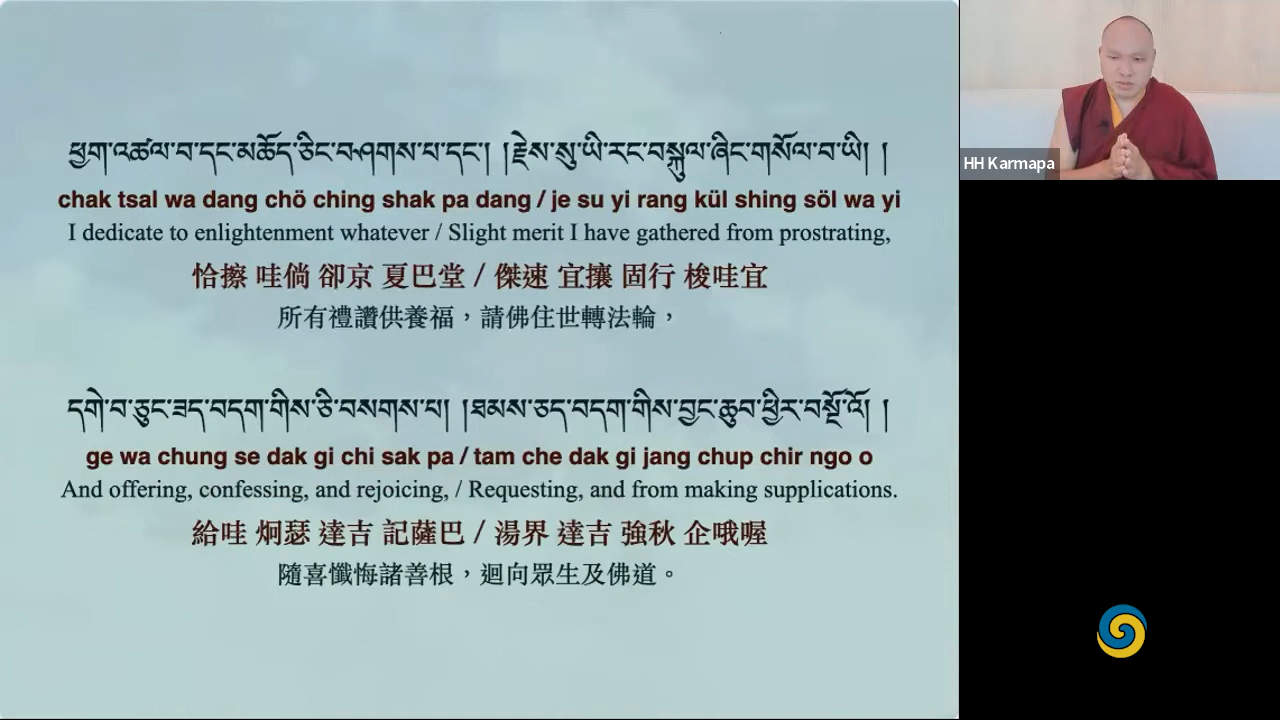 ཕྱག་འཚལ་བ་དང་མཆོད་ཅིང་བཤགས་པ་དང་། །རྗེས་སུ་ཡི་རང་བསྐུལ་ཞིང་གསོལ་བ་ཡི། །
chak tsal wa dang chö ching shak pa dang / je su yi rang kül shing söl wa yi
I dedicate to enlightenment whatever / Slight merit I have gathered from prostrating,
恰擦 哇倘 卻京 夏巴堂 / 傑速 宜攘 固行 梭哇宜
所有禮讚供養福，請佛住世轉法輪，
དགེ་བ་ཅུང་ཟད་བདག་གིས་ཅི་བསགས་པ། །ཐམས་ཅད་བདག་གིས་བྱང་ཆུབ་ཕྱིར་བསྔོ་འོ། །
ge wa chung se dak gi chi sak pa / tam che dak gi jang chup chir ngo o
And offering, confessing, and rejoicing, / Requesting, and from making supplications.
給哇 炯瑟 達吉 記薩巴 / 湯界 達吉 強秋 企哦喔
隨喜懺悔諸善根，迴向眾生及佛道。
HH Karmapa